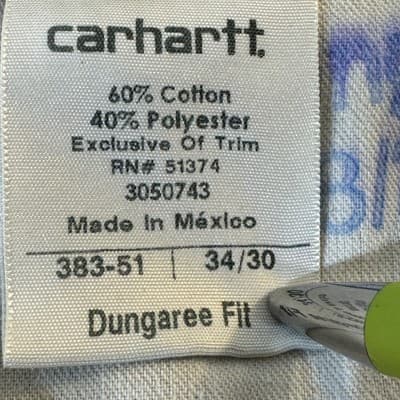 carhartt.
60% Cotton
40% Polyester
Exclusive Of Trim
RN# 51374
3050743
Made In México
383-51 | 34/30
Dungaree Fit